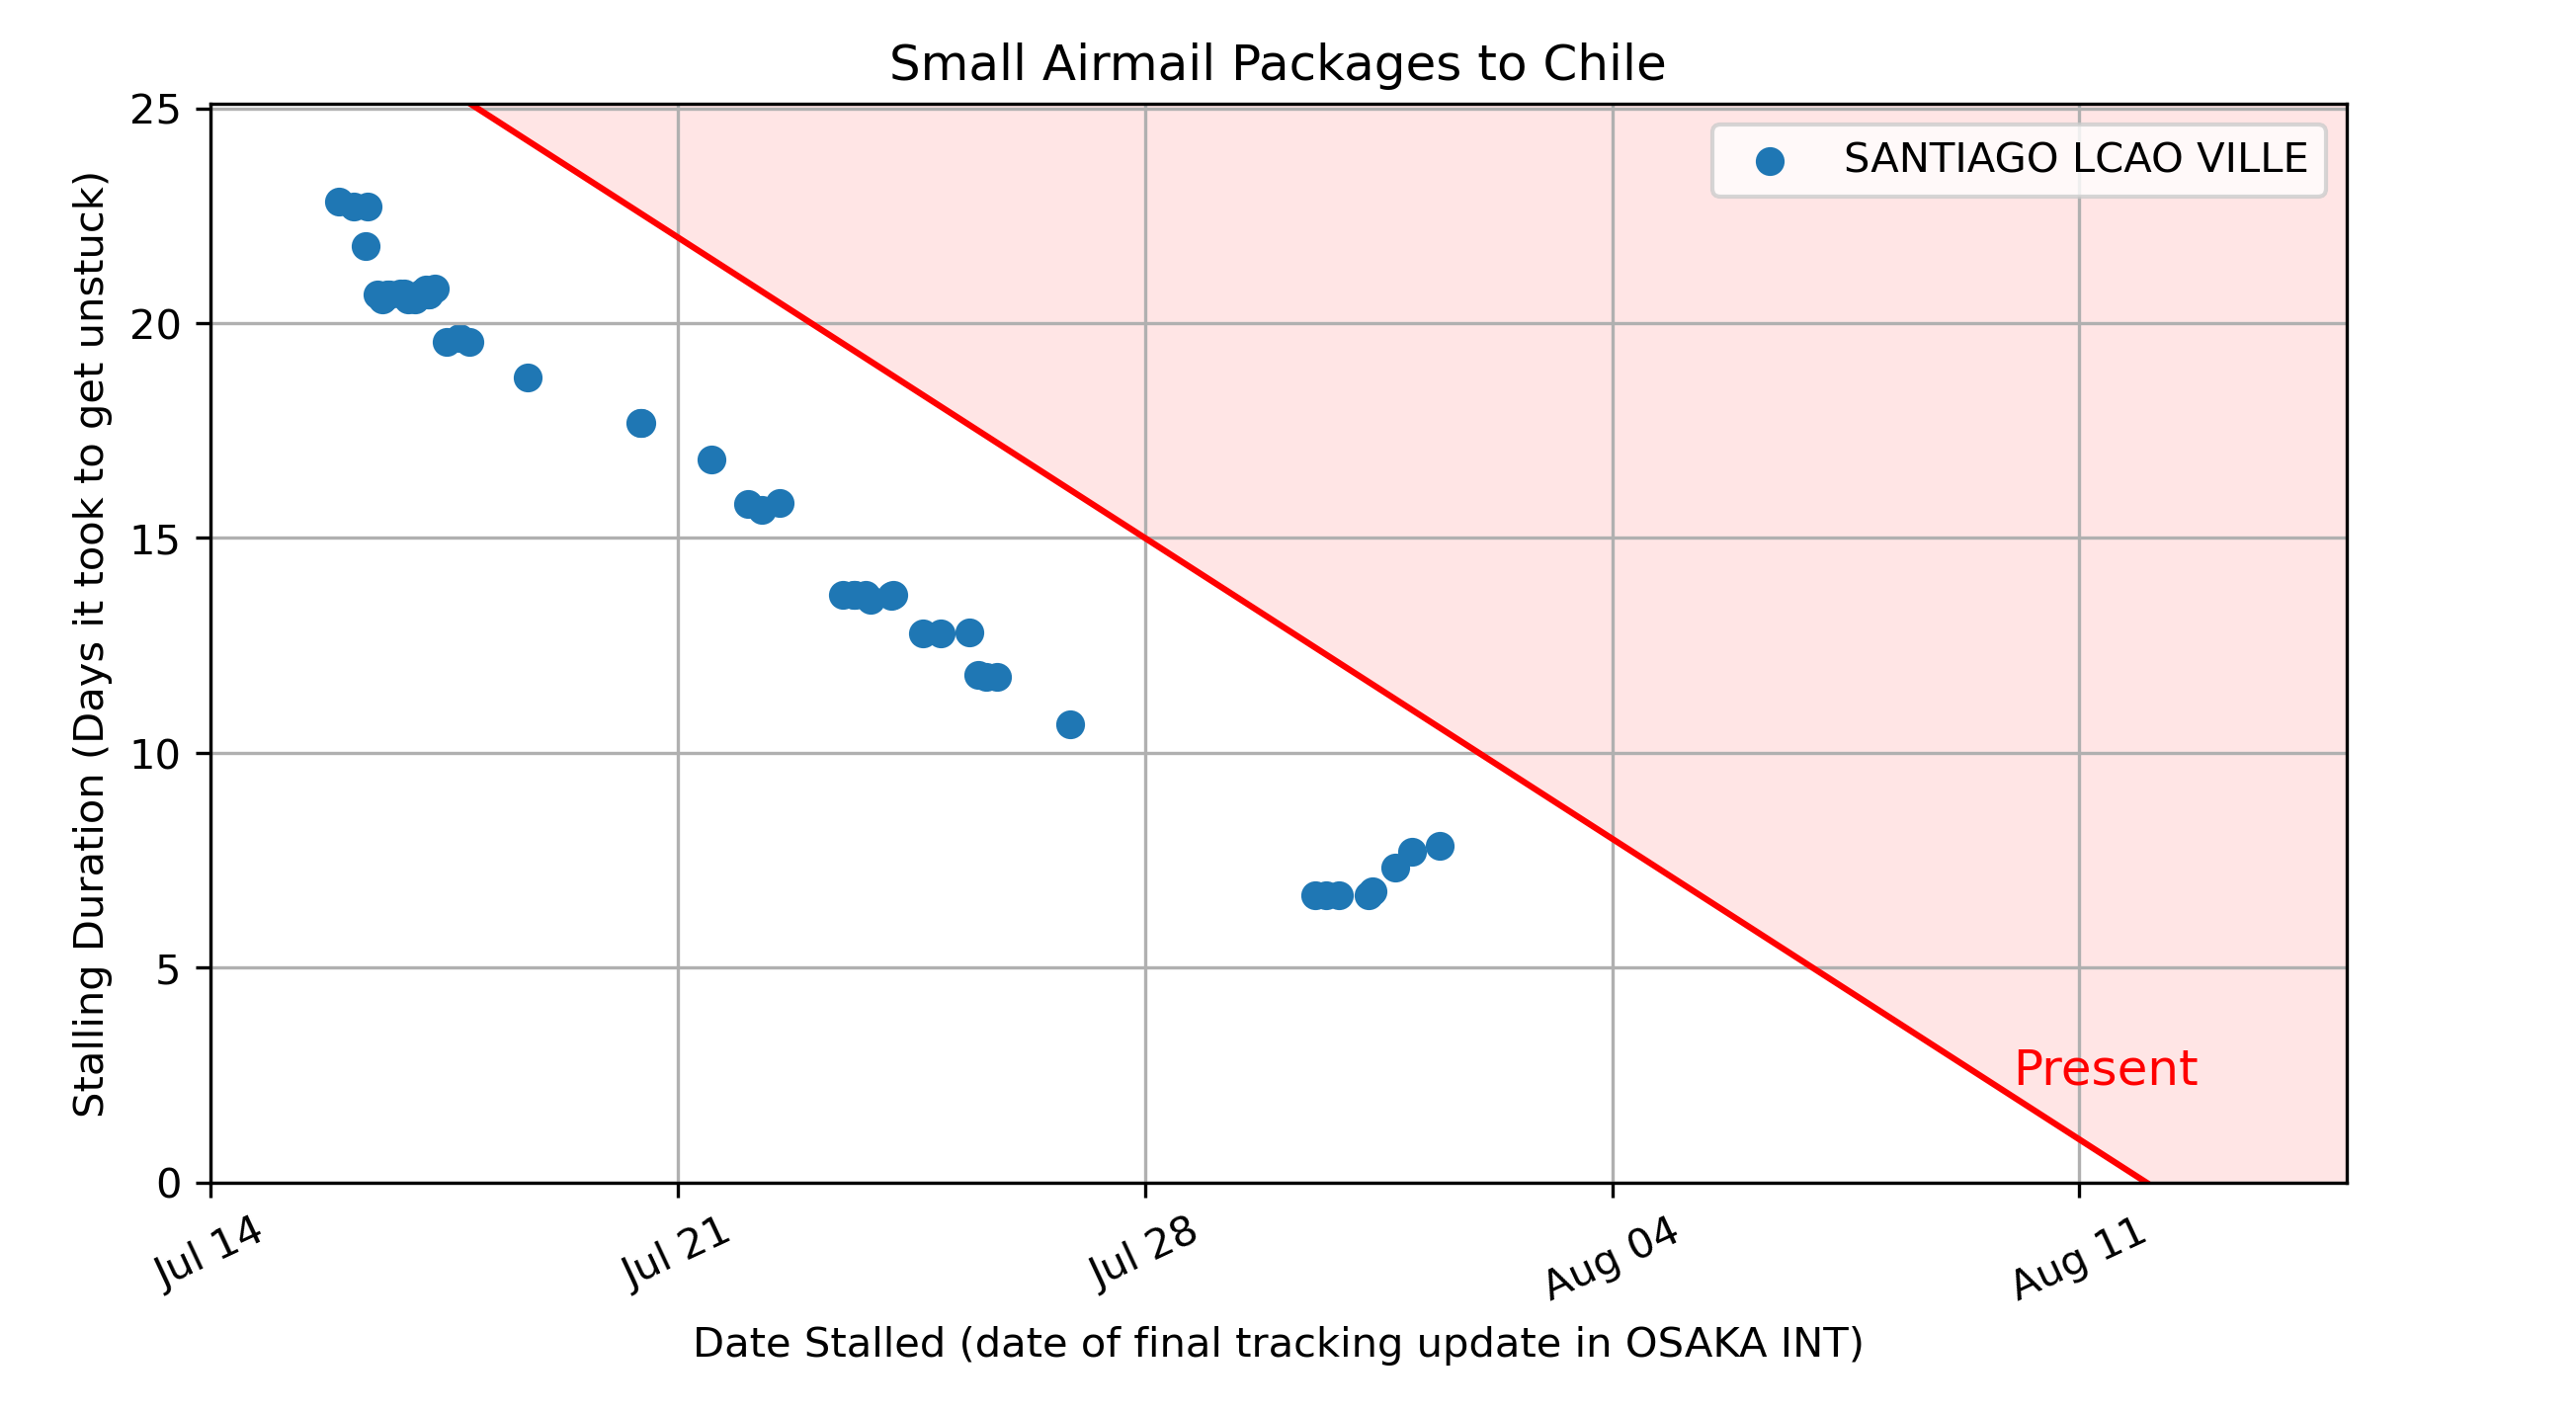 Small Airmail Packages to Chile
SANTIAGO LCAO VILLE
Stalling Duration (Days it took to get unstuck)
25
20
15
10
5
0
Present
Jul 14
Jul 21
Jul 28
Aug 04
Aug 11
Date Stalled (date of final tracking update in OSAKA INT)